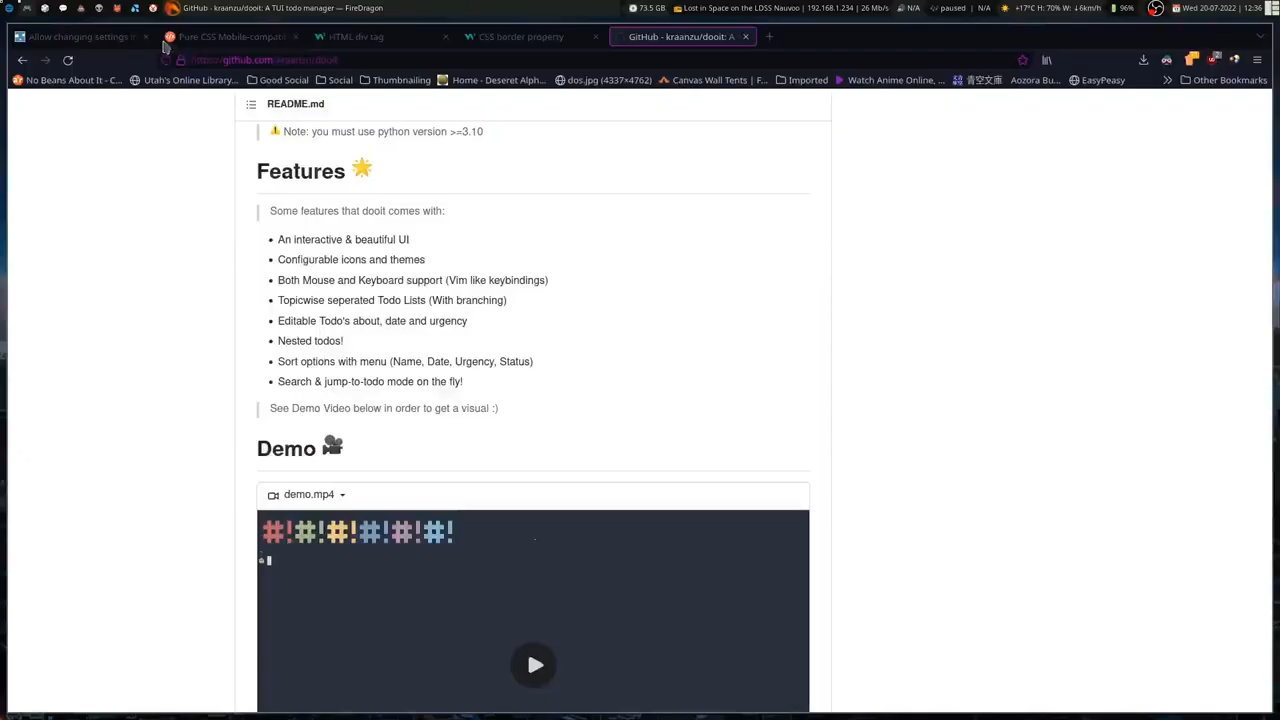 GitHub - kraanzu/dooit: A TUI todo manager — FireDragon
73.5 GB
Lost in Space on the LDSS Nauvoo
192.168.1.234 | 26 Mb/s
N/A
paused | N/A
+17°C H: 70% W: ↓6km/h
96%
Wed 20-07-2022 | 12:36
Allow changing settings i
Pure CSS Mobile-compati
HTML div tag
CSS border property
GitHub - kraanzu/dooit: A
https://github.com/kraanzu/dooit
No Beans About It - C...
Utah's Online Library...
Good Social
Social
Thumbnailing
Home - Deseret Alph...
dos.jpg (4337×4762)
Canvas Wall Tents | F...
Imported
Watch Anime Online, ...
青空文庫 Aozora Bu...
EasyPeasy
Other Bookmarks
README.md
Note: you must use python version >=3.10
Features
Some features that dooit comes with:
• An interactive & beautiful UI
• Configurable icons and themes
• Both Mouse and Keyboard support (Vim like keybindings)
• Topicwise seperated Todo Lists (With branching)
• Editable Todo's about, date and urgency
• Nested todos!
• Sort options with menu (Name, Date, Urgency, Status)
• Search & jump-to-todo mode on the fly!
See Demo Video below in order to get a visual :)
Demo
demo.mp4
#!#!#!#!#!#!